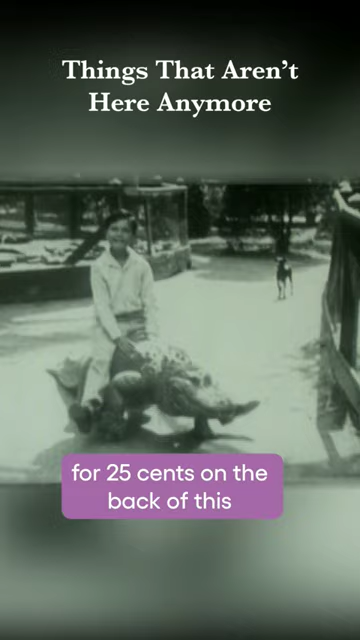 Things That Aren’t
Here Anymore
for 25 cents on the
back of this